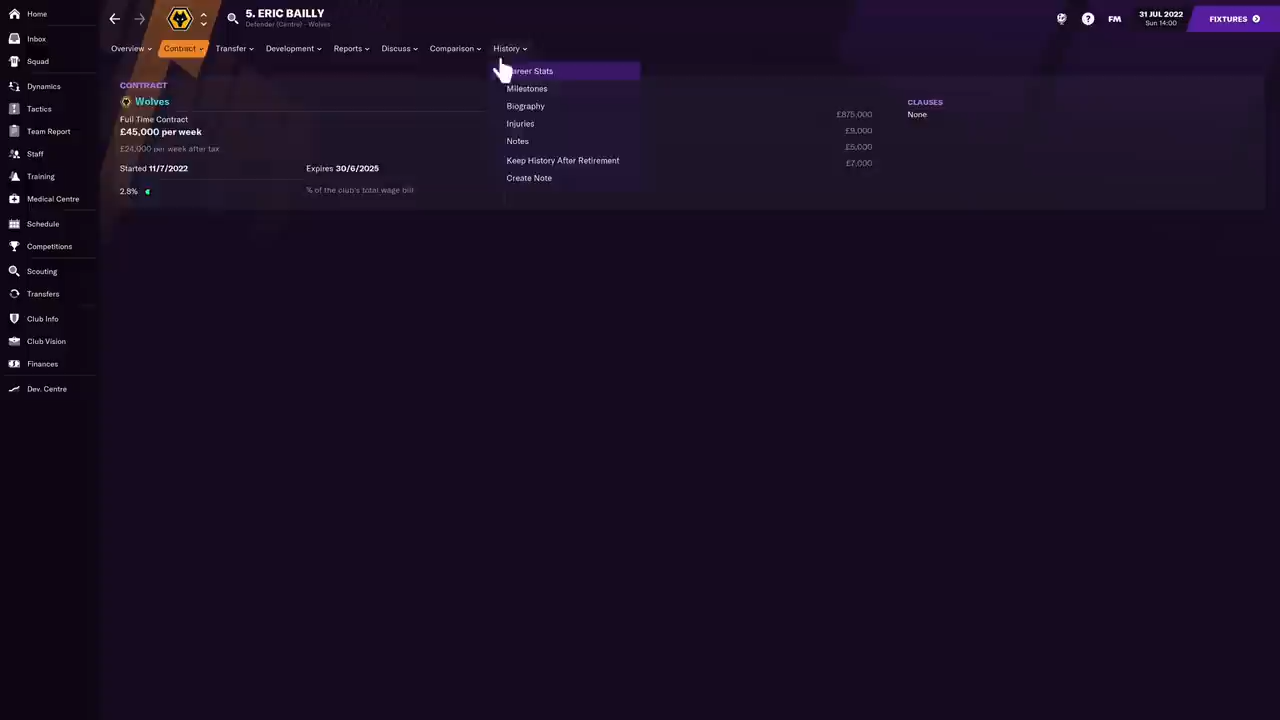 Home
Inbox
Squad
Dynamics
Tactics
Team Report
Staff
Training
Medical Centre
Schedule
Competitions
Scouting
Transfers
Club Info
Club Vision
Finances
Dev. Centre
5. ERIC BAILLY
Defender (Centre) - Wolves
FM
31 JUL 2022
Sun 14:00
FIXTURES
Overview
Contract
Transfer
Development
Reports
Discuss
Comparison
History
Career Stats
Milestones
Biography
Injuries
Notes
Keep History After Retirement
Create Note
CONTRACT
Wolves
Full Time Contract
£45,000 per week
£24,000 per week after tax
Started 11/7/2022
Expires 30/6/2025
2.8%
% of the club's total wage bill
£875,000
£9,000
£5,000
£7,000
CLAUSES
None